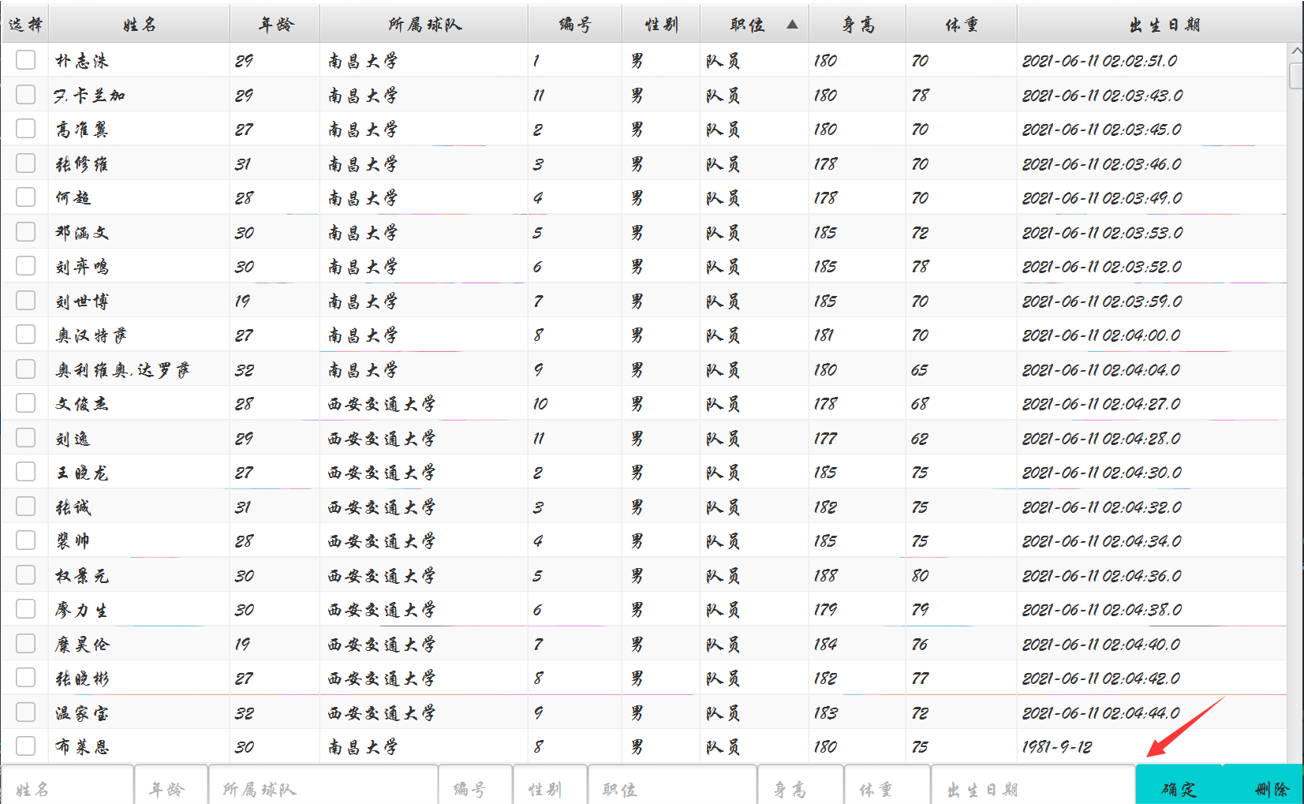 选择 姓名 年龄 所属球队 编号 性别 职位 ▲ 身高 体重 出生日期
朴志洙 29 南昌大学 1 男 队员 180 70 2021-06-11 02:02:51.0
F.卡兰加 29 南昌大学 11 男 队员 180 78 2021-06-11 02:03:43.0
高准翼 27 南昌大学 2 男 队员 180 70 2021-06-11 02:03:45.0
张修维 31 南昌大学 3 男 队员 178 70 2021-06-11 02:03:46.0
何超 28 南昌大学 4 男 队员 178 70 2021-06-11 02:03:49.0
邓涵文 30 南昌大学 5 男 队员 185 72 2021-06-11 02:03:53.0
刘弈鸣 30 南昌大学 6 男 队员 185 78 2021-06-11 02:03:52.0
刘世博 19 南昌大学 7 男 队员 185 70 2021-06-11 02:03:59.0
奥汉特萨 27 南昌大学 8 男 队员 181 70 2021-06-11 02:04:00.0
奥利维奥.达罗萨 32 南昌大学 9 男 队员 180 65 2021-06-11 02:04:04.0
文俊杰 28 西安交通大学 10 男 队员 178 68 2021-06-11 02:04:27.0
刘逸 29 西安交通大学 11 男 队员 177 62 2021-06-11 02:04:28.0
王晓龙 27 西安交通大学 2 男 队员 185 75 2021-06-11 02:04:30.0
张诚 31 西安交通大学 3 男 队员 182 75 2021-06-11 02:04:32.0
裴帅 28 西安交通大学 4 男 队员 185 75 2021-06-11 02:04:34.0
权景元 30 西安交通大学 5 男 队员 188 80 2021-06-11 02:04:36.0
廖力生 30 西安交通大学 6 男 队员 179 79 2021-06-11 02:04:38.0
糜昊伦 19 西安交通大学 7 男 队员 184 76 2021-06-11 02:04:40.0
张晓彬 27 西安交通大学 8 男 队员 182 77 2021-06-11 02:04:42.0
温家宝 32 西安交通大学 9 男 队员 183 72 2021-06-11 02:04:44.0
布莱恩 30 南昌大学 8 男 队员 180 75 1981-9-12
姓名 年龄 所属球队 编号 性别 职位 身高 体重 出生日期 确定 删除